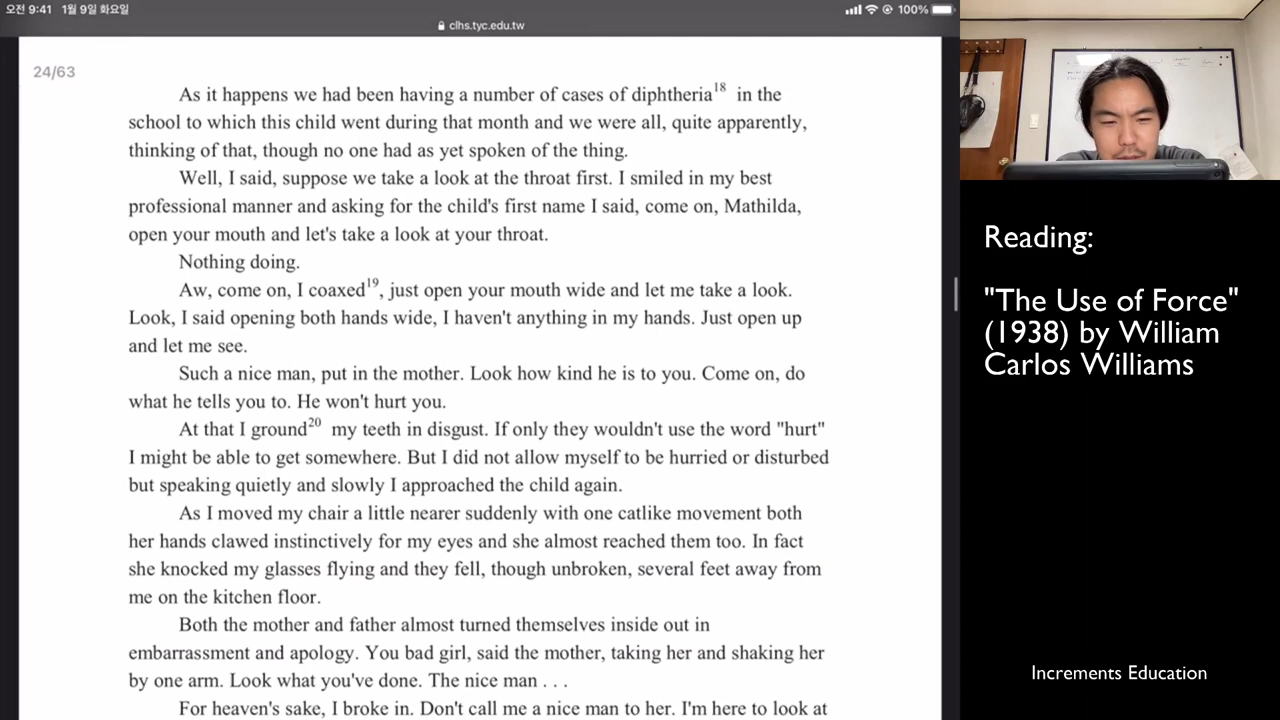 오전 9:41 1월 9일 화요일
100%
clhs.tyc.edu.tw
24/63
As it happens we had been having a number of cases of diphtheria18 in the
school to which this child went during that month and we were all, quite apparently,
thinking of that, though no one had as yet spoken of the thing.
Well, I said, suppose we take a look at the throat first. I smiled in my best
professional manner and asking for the child's first name I said, come on, Mathilda,
open your mouth and let's take a look at your throat.
Nothing doing.
Aw, come on, I coaxed19, just open your mouth wide and let me take a look.
Look, I said opening both hands wide, I haven't anything in my hands. Just open up
and let me see.
Such a nice man, put in the mother. Look how kind he is to you. Come on, do
what he tells you to. He won't hurt you.
At that I ground20 my teeth in disgust. If only they wouldn't use the word "hurt"
I might be able to get somewhere. But I did not allow myself to be hurried or disturbed
but speaking quietly and slowly I approached the child again.
As I moved my chair a little nearer suddenly with one catlike movement both
her hands clawed instinctively for my eyes and she almost reached them too. In fact
she knocked my glasses flying and they fell, though unbroken, several feet away from
me on the kitchen floor.
Both the mother and father almost turned themselves inside out in
embarrassment and apology. You bad girl, said the mother, taking her and shaking her
by one arm. Look what you've done. The nice man . . .
For heaven's sake, I broke in. Don't call me a nice man to her. I'm here to look at
Reading:
"The Use of Force"
(1938) by William
Carlos Williams
Increments Education